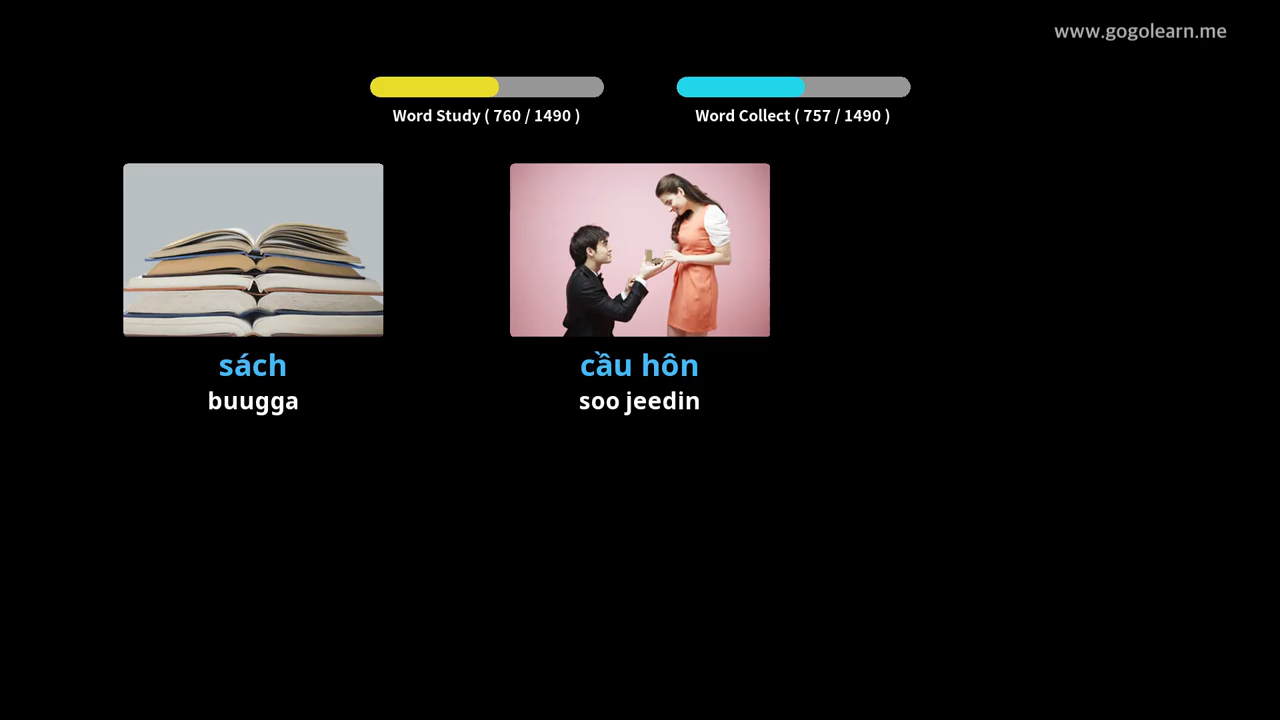 www.gogolearn.me
Word Study ( 760 / 1490 )
Word Collect ( 757 / 1490 )
sách
buugga
cầu hôn
soo jeedin